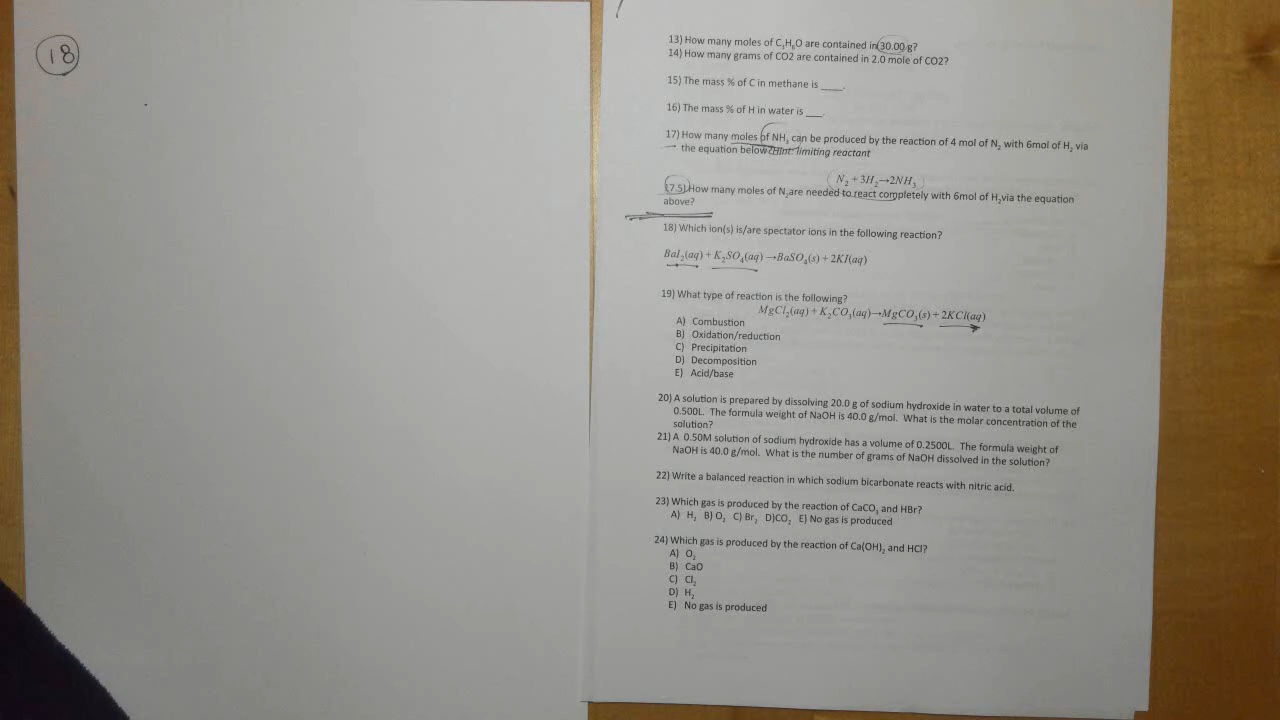 18
13) How many moles of C₃H₆O are contained in 30.00 g?
14) How many grams of CO2 are contained in 2.0 mole of CO2?
15) The mass % of C in methane is ____.
16) The mass % of H in water is ___.
17) How many moles of NH₃ can be produced by the reaction of 4 mol of N₂ with 6mol of H₂ via
the equation below? Hint: limiting reactant
N₂ + 3H₂→2NH₃
17.5) How many moles of N₂are needed to react completely with 6mol of H₂via the equation
above?
18) Which ion(s) is/are spectator ions in the following reaction?
BaI₂(aq) + K₂SO₄(aq) →BaSO₄(s) + 2KI(aq)
19) What type of reaction is the following?
MgCl₂(aq) + K₂CO₃(aq)→MgCO₃(s) + 2KCl(aq)
A) Combustion
B) Oxidation/reduction
C) Precipitation
D) Decomposition
E) Acid/base
20) A solution is prepared by dissolving 20.0 g of sodium hydroxide in water to a total volume of
0.500L. The formula weight of NaOH is 40.0 g/mol. What is the molar concentration of the
solution?
21) A 0.50M solution of sodium hydroxide has a volume of 0.2500L. The formula weight of
NaOH is 40.0 g/mol. What is the number of grams of NaOH dissolved in the solution?
22) Write a balanced reaction in which sodium bicarbonate reacts with nitric acid.
23) Which gas is produced by the reaction of CaCO₃ and HBr?
A) H₂ B) O₂ C) Br₂ D)CO₂ E) No gas is produced
24) Which gas is produced by the reaction of Ca(OH)₂ and HCl?
A) O₂
B) CaO
C) Cl₂
D) H₂
E) No gas is produced